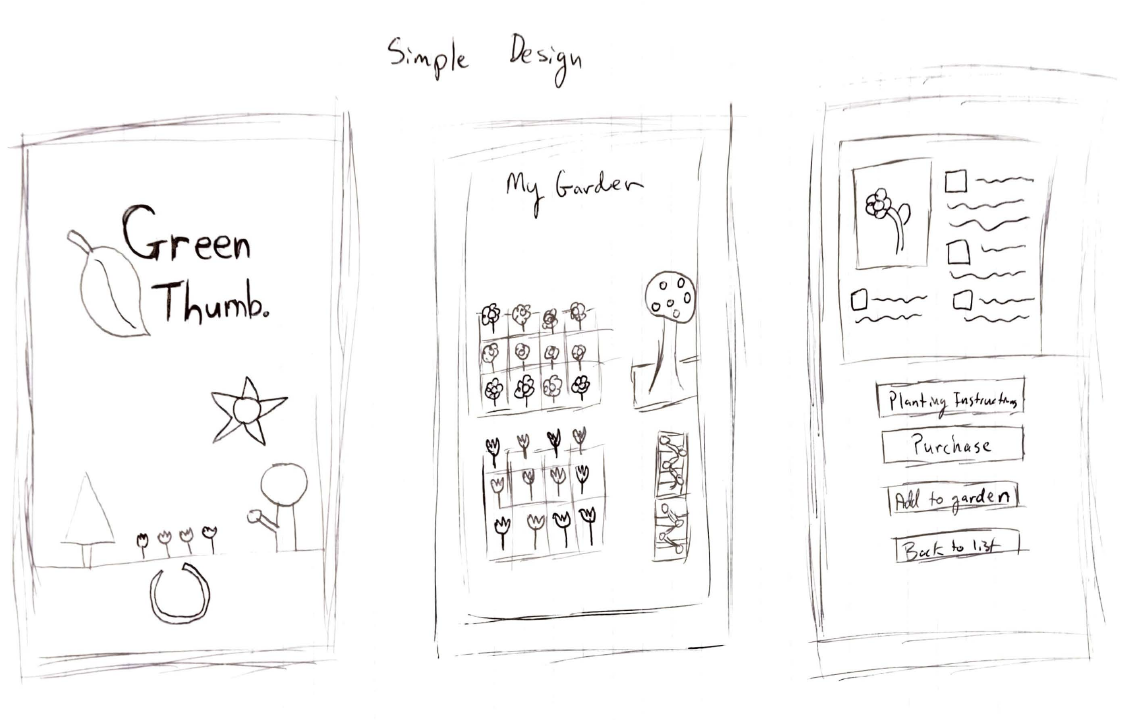 Simple Design
Green
Thumb.
My Garden
Planting Instructions
Purchase
Add to garden
Back to list